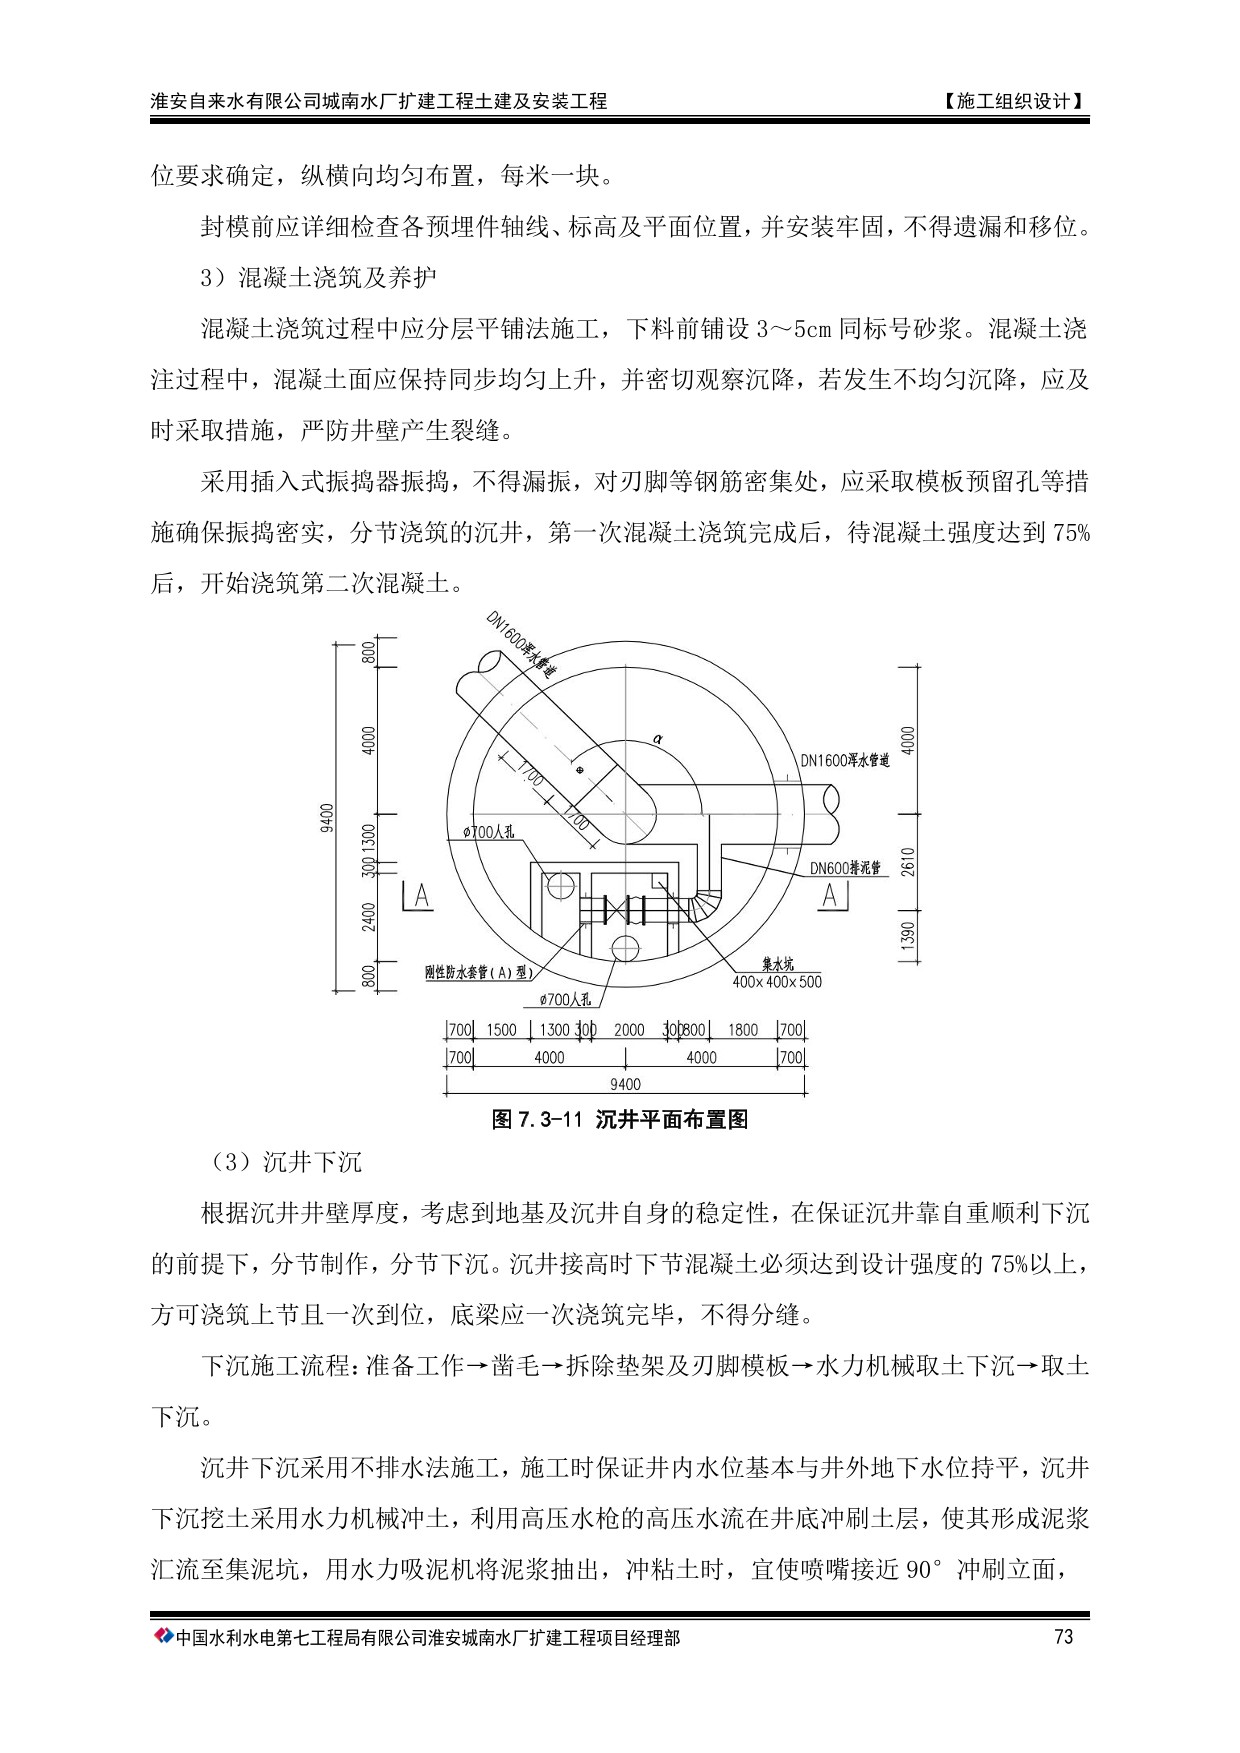 淮安自来水有限公司城南水厂扩建工程土建及安装工程 【施工组织设计】
位要求确定，纵横向均匀布置，每米一块。
封模前应详细检查各预埋件轴线、标高及平面位置，并安装牢固，不得遗漏和移位。
3）混凝土浇筑及养护
混凝土浇筑过程中应分层平铺法施工，下料前铺设 3～5cm 同标号砂浆。混凝土浇
注过程中，混凝土面应保持同步均匀上升，并密切观察沉降，若发生不均匀沉降，应及
时采取措施，严防井壁产生裂缝。
采用插入式振捣器振捣，不得漏振，对刃脚等钢筋密集处，应采取模板预留孔等措
施确保振捣密实，分节浇筑的沉井，第一次混凝土浇筑完成后，待混凝土强度达到 75%
后，开始浇筑第二次混凝土。
DN1600浑水管道
800
4000
9400
1300
300
2400
800
α
1700
1700
DN1600浑水管道
4000
2610
1390
φ700人孔
DN600排泥管
A
A
刚性防水套管(A)型)
集水坑
400x400x500
φ700人孔
700 1500 1300 300 2000 300 800 1800 700
700 4000 4000 700
9400
图 7.3-11 沉井平面布置图
（3）沉井下沉
根据沉井井壁厚度，考虑到地基及沉井自身的稳定性，在保证沉井靠自重顺利下沉
的前提下，分节制作，分节下沉。沉井接高时下节混凝土必须达到设计强度的 75%以上，
方可浇筑上节且一次到位，底梁应一次浇筑完毕，不得分缝。
下沉施工流程：准备工作→凿毛→拆除垫架及刃脚模板→水力机械取土下沉→取土
下沉。
沉井下沉采用不排水法施工，施工时保证井内水位基本与井外地下水位持平，沉井
下沉挖土采用水力机械冲土，利用高压水枪的高压水流在井底冲刷土层，使其形成泥浆
汇流至集泥坑，用水力吸泥机将泥浆抽出，冲粘土时，宜使喷嘴接近 90°冲刷立面，
中国水利水电第七工程局有限公司淮安城南水厂扩建工程项目经理部 73